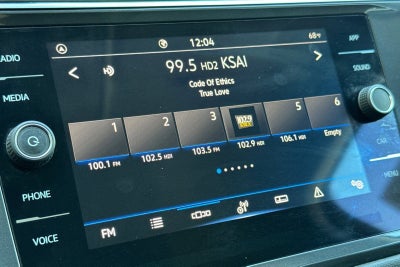 RADIO
MEDIA
PHONE
VOICE
12:04
68°F
99.5 HD2 KSAI
Code Of Ethics
True Love
1
2
3
102.9
5
6
100.1 FM
102.5 HD1
103.5 FM
102.9 HD1
106.1 HD1
Empty
FM
APP
SOUND
CAR
MENU